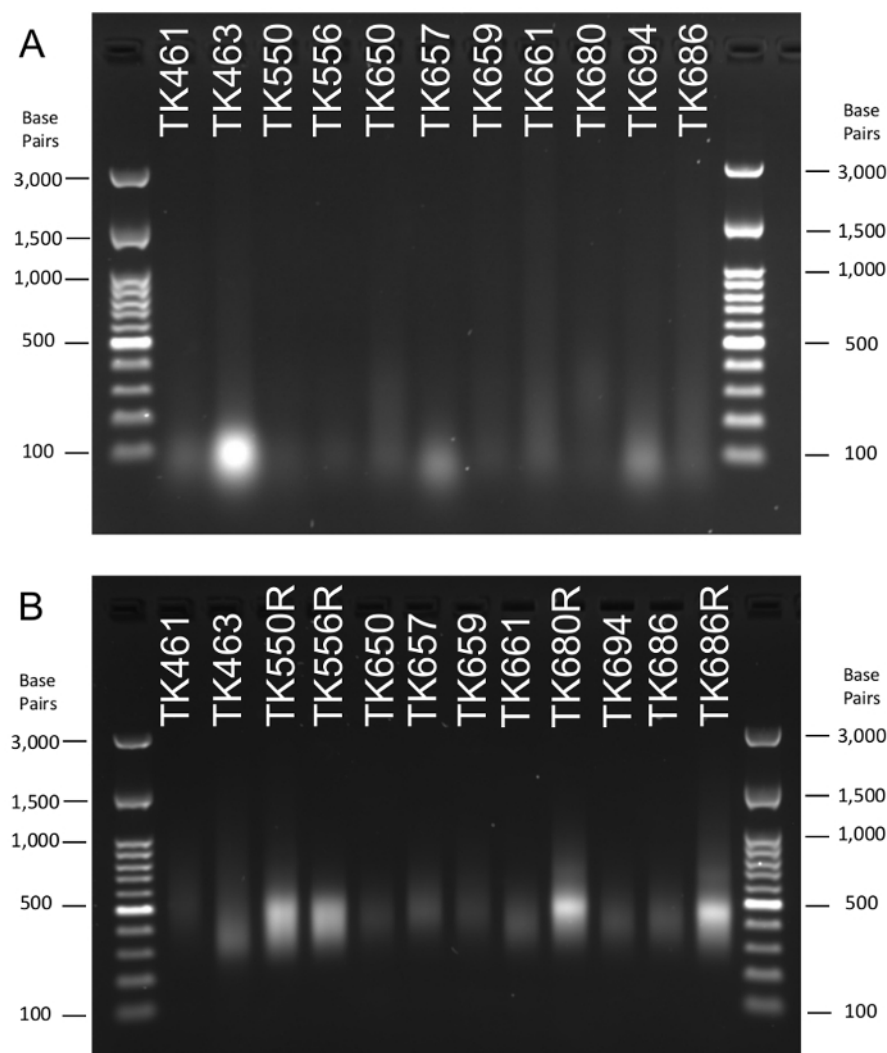 A
TK461
TK463
TK550
TK556
TK650
TK657
TK659
TK661
TK680
TK694
TK686
Base
Pairs
3,000
1,500
1,000
500
100
Base
Pairs
3,000
1,500
1,000
500
100
B
TK461
TK463
TK550R
TK556R
TK650
TK657
TK659
TK661
TK680R
TK694
TK686
TK686R
Base
Pairs
3,000
1,500
1,000
500
100
Base
Pairs
3,000
1,500
1,000
500
100